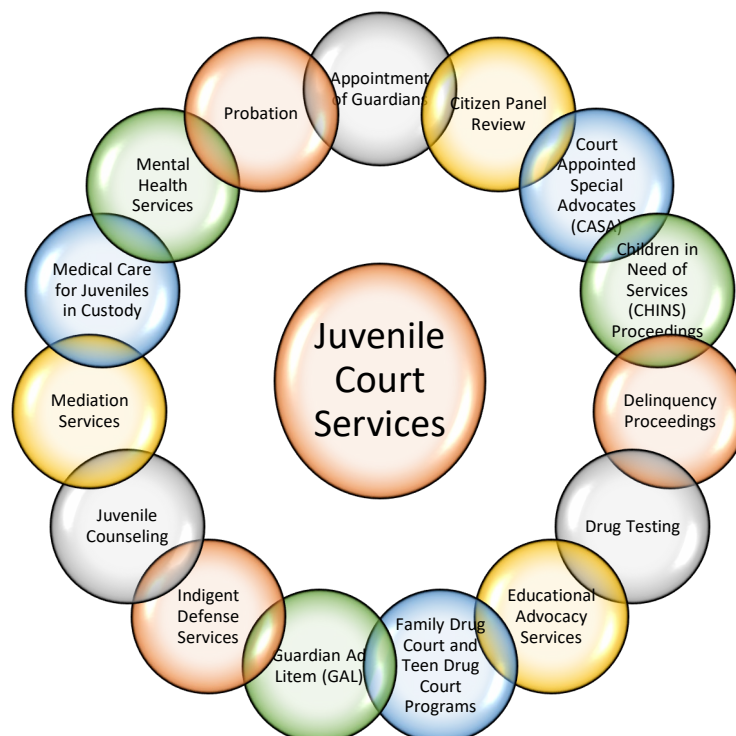 Juvenile
Court
Services
Appointment
of Guardians
Citizen Panel
Review
Court
Appointed
Special
Advocates
(CASA)
Children in
Need of
Services
(CHINS)
Proceedings
Delinquency
Proceedings
Drug Testing
Educational
Advocacy
Services
Family Drug
Court and
Teen Drug
Court
Programs
Guardian Ad
Litem (GAL)
Indigent
Defense
Services
Juvenile
Counseling
Mediation
Services
Medical Care
for Juveniles
in Custody
Mental
Health
Services
Probation